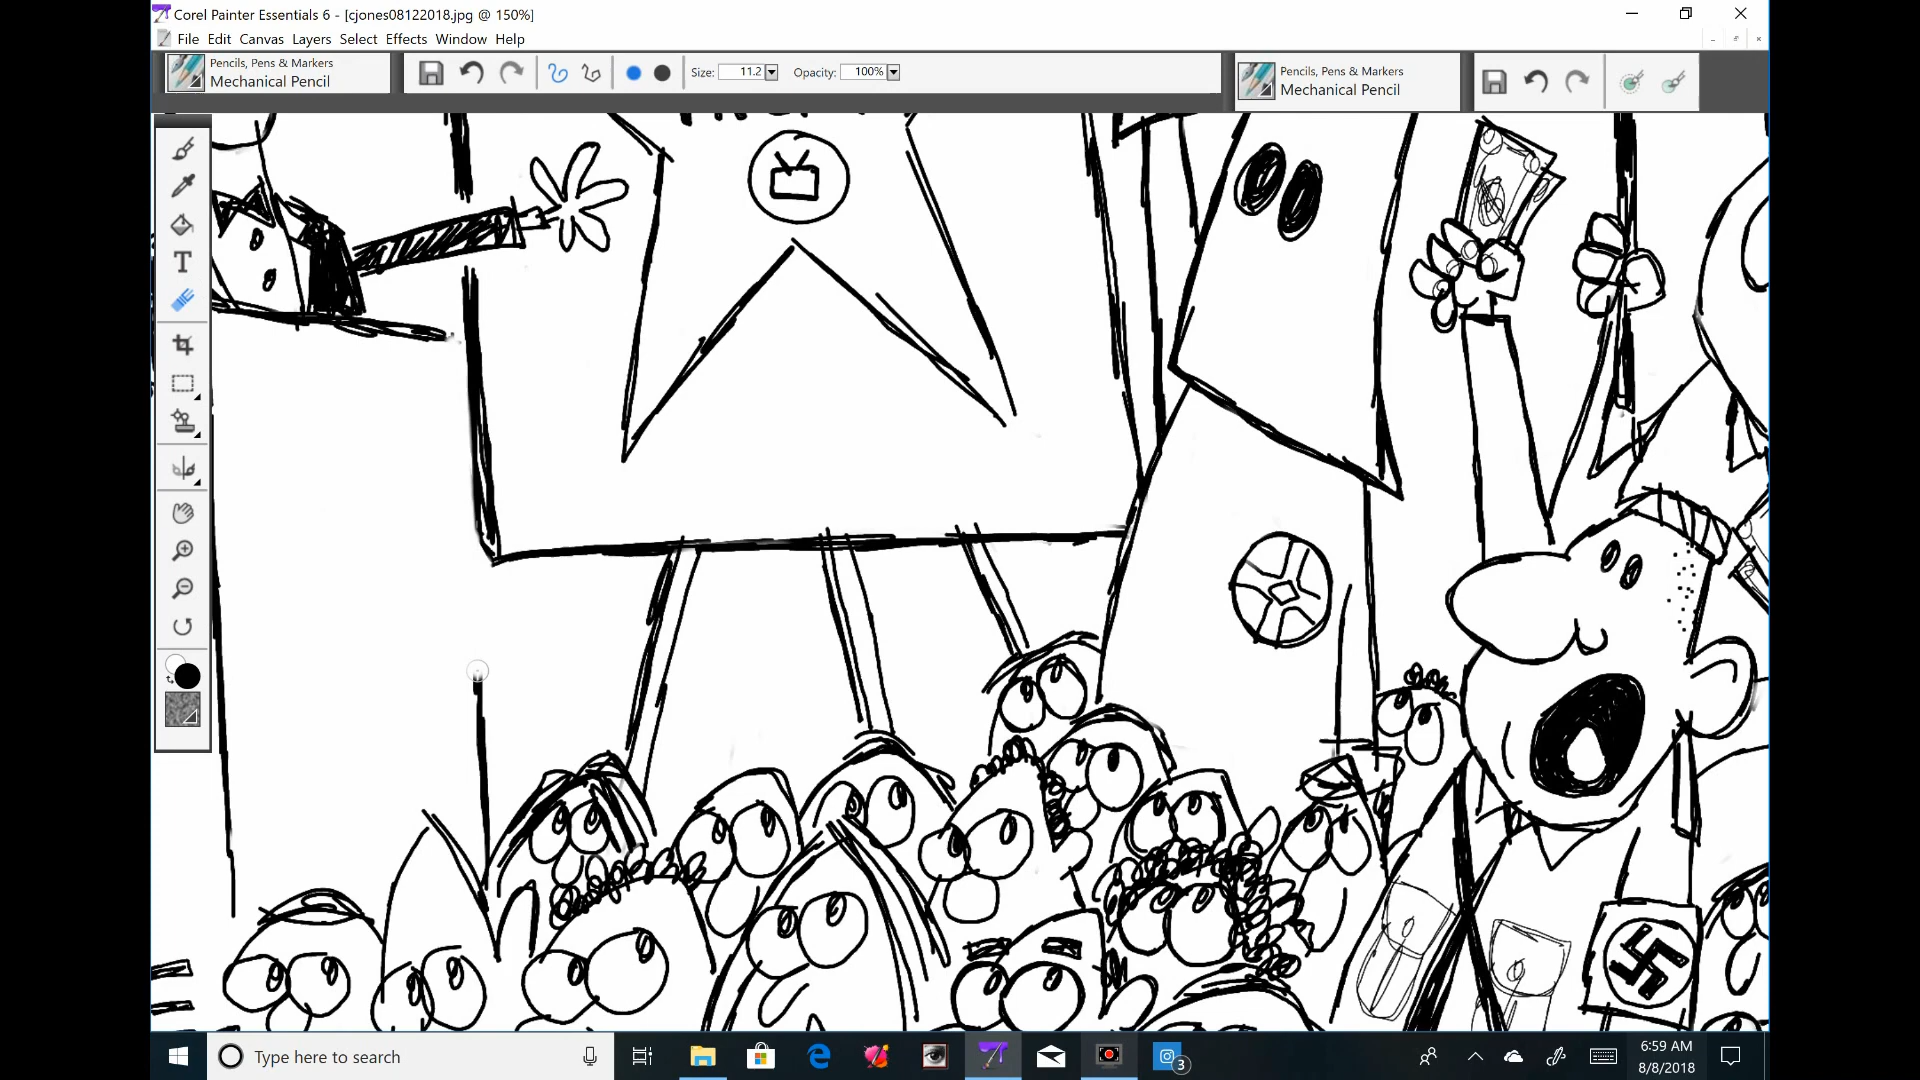 Corel Painter Essentials 6 - [cjones08122018.jpg @ 150%]
File Edit Canvas Layers Select Effects Window Help
Pencils, Pens & Markers
Mechanical Pencil
Size: 11.2
Opacity: 100%
Pencils, Pens & Markers
Mechanical Pencil
T
Type here to search
3
6:59 AM
8/8/2018